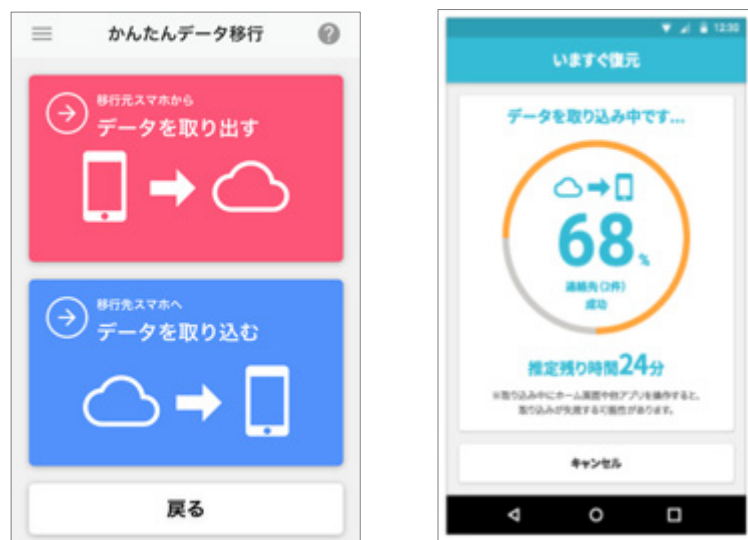 かんたんデータ移行
?
移行元スマホから
データを取り出す
移行先スマホへ
データを取り込む
戻る
12:30
いますぐ復元
データを取り込み中です...
68%
連絡先(2件)
成功
推定残り時間24分
※取り込み中にホーム画面や他アプリを操作すると、
取り込みが失敗する可能性があります。
キャンセル